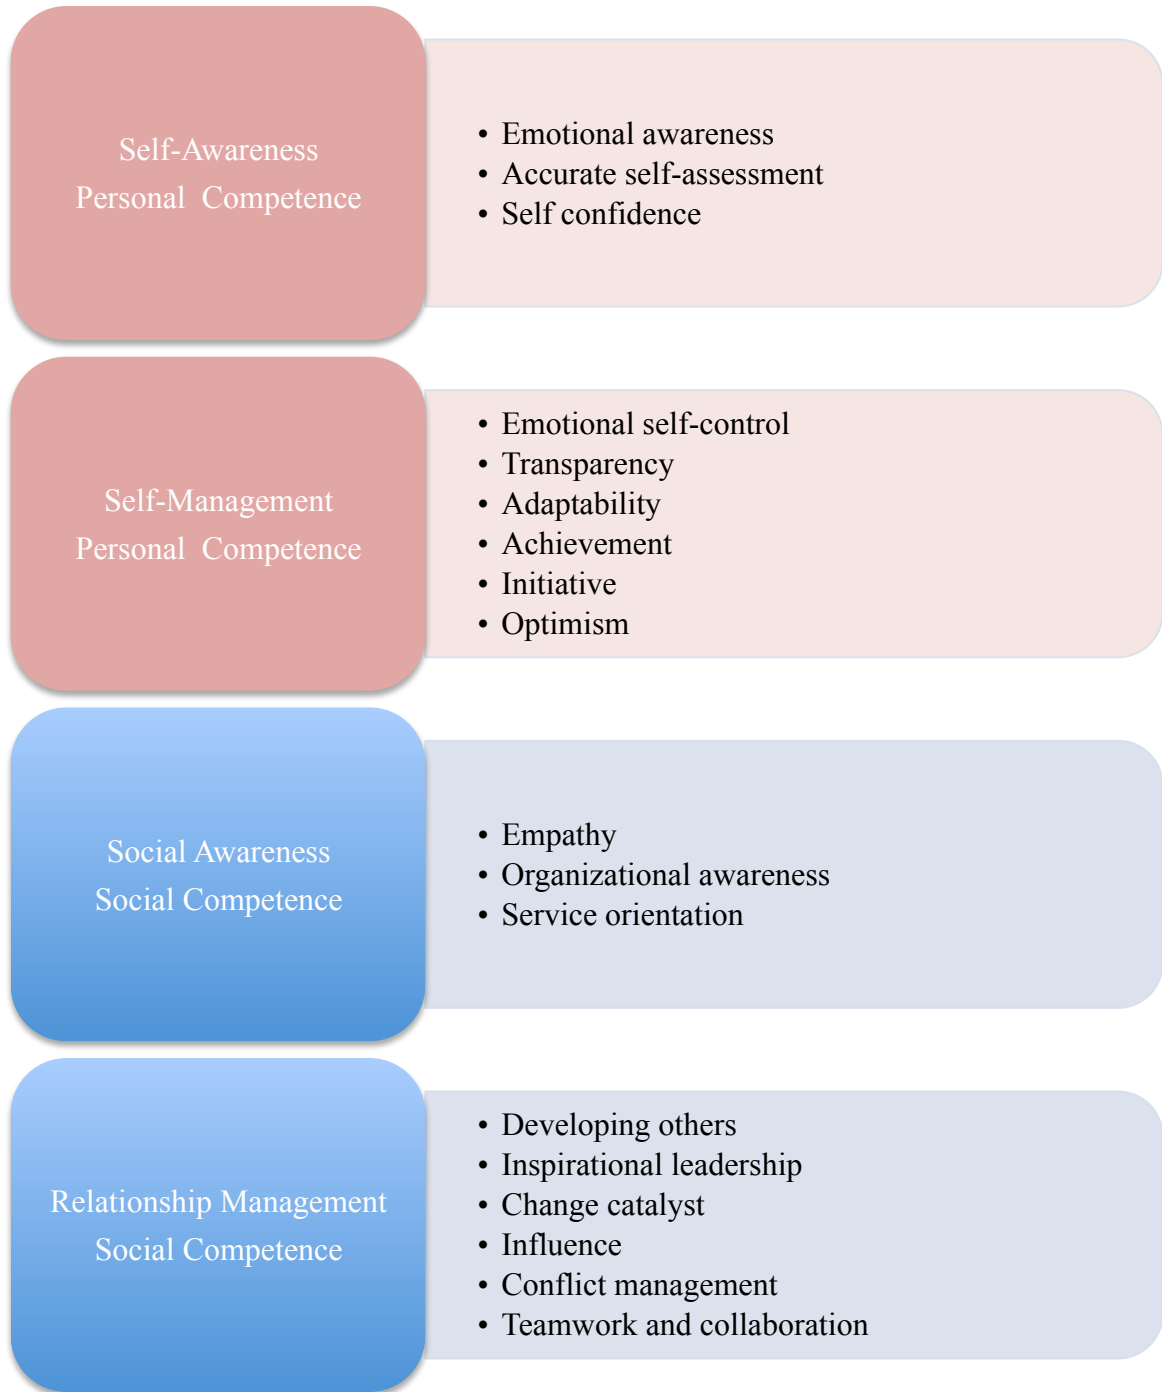 Self-Awareness
Personal  Competence
• Emotional awareness
• Accurate self-assessment
• Self confidence
Self-Management
Personal  Competence
• Emotional self-control
• Transparency
• Adaptability
• Achievement
• Initiative
• Optimism
Social Awareness
Social Competence
• Empathy
• Organizational awareness
• Service orientation
Relationship Management
Social Competence
• Developing others
• Inspirational leadership
• Change catalyst
• Influence
• Conflict management
• Teamwork and collaboration